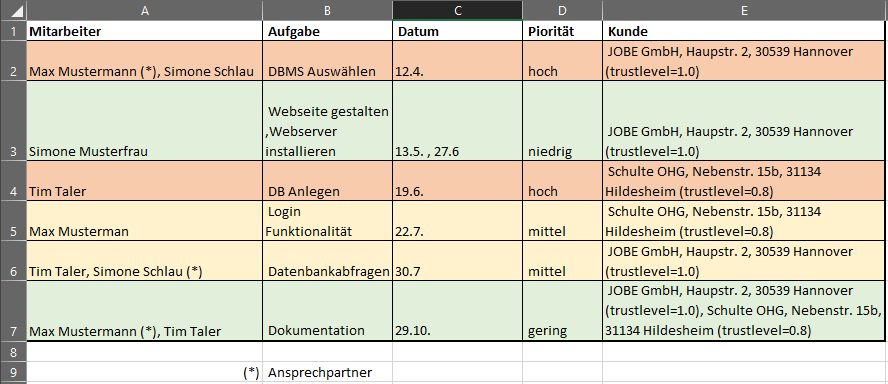 A B C D E
1 Mitarbeiter Aufgabe Datum Piorität Kunde
JOBE GmbH, Haupstr. 2, 30539 Hannover
2 Max Mustermann (*), Simone Schlau DBMS Auswählen 12.4. hoch (trustlevel=1.0)
Webseite gestalten
,Webserver JOBE GmbH, Haupstr. 2, 30539 Hannover
3 Simone Musterfrau installieren 13.5. , 27.6 niedrig (trustlevel=1.0)
Schulte OHG, Nebenstr. 15b, 31134
4 Tim Taler DB Anlegen 19.6. hoch Hildesheim (trustlevel=0.8)
Login Schulte OHG, Nebenstr. 15b, 31134
5 Max Musterman Funktionalität 22.7. mittel Hildesheim (trustlevel=0.8)
JOBE GmbH, Haupstr. 2, 30539 Hannover
6 Tim Taler, Simone Schlau (*) Datenbankabfragen 30.7 mittel (trustlevel=1.0)
JOBE GmbH, Haupstr. 2, 30539 Hannover
(trustlevel=1.0), Schulte OHG, Nebenstr. 15b,
7 Max Mustermann (*), Tim Taler Dokumentation 29.10. gering 31134 Hildesheim (trustlevel=0.8)
8
9 (*) Ansprechpartner